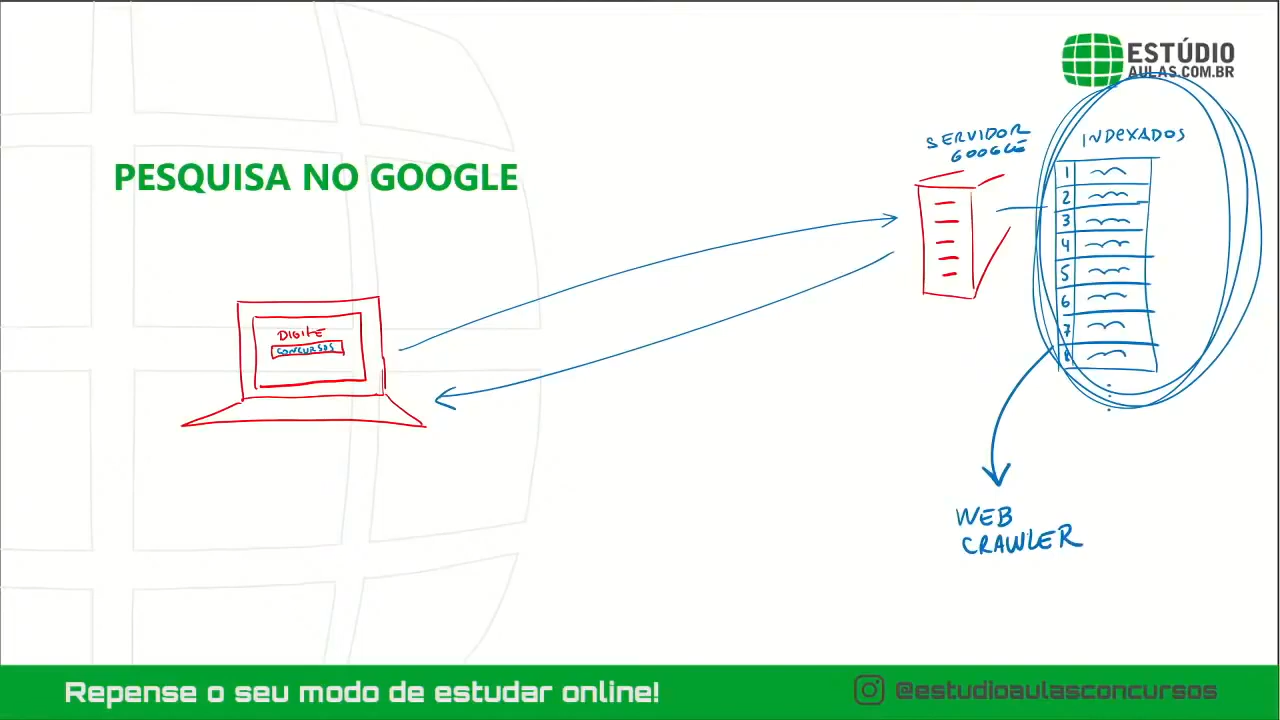 ESTÚDIO
AULAS.COM.BR
PESQUISA NO GOOGLE
SERVIDOR
GOOGLE
INDEXADOS
1
2
3
4
5
6
7
8
DIGITE
CONCURSOS
WEB
CRAWLER
Repense o seu modo de estudar online!
@estudioaulasconcursos